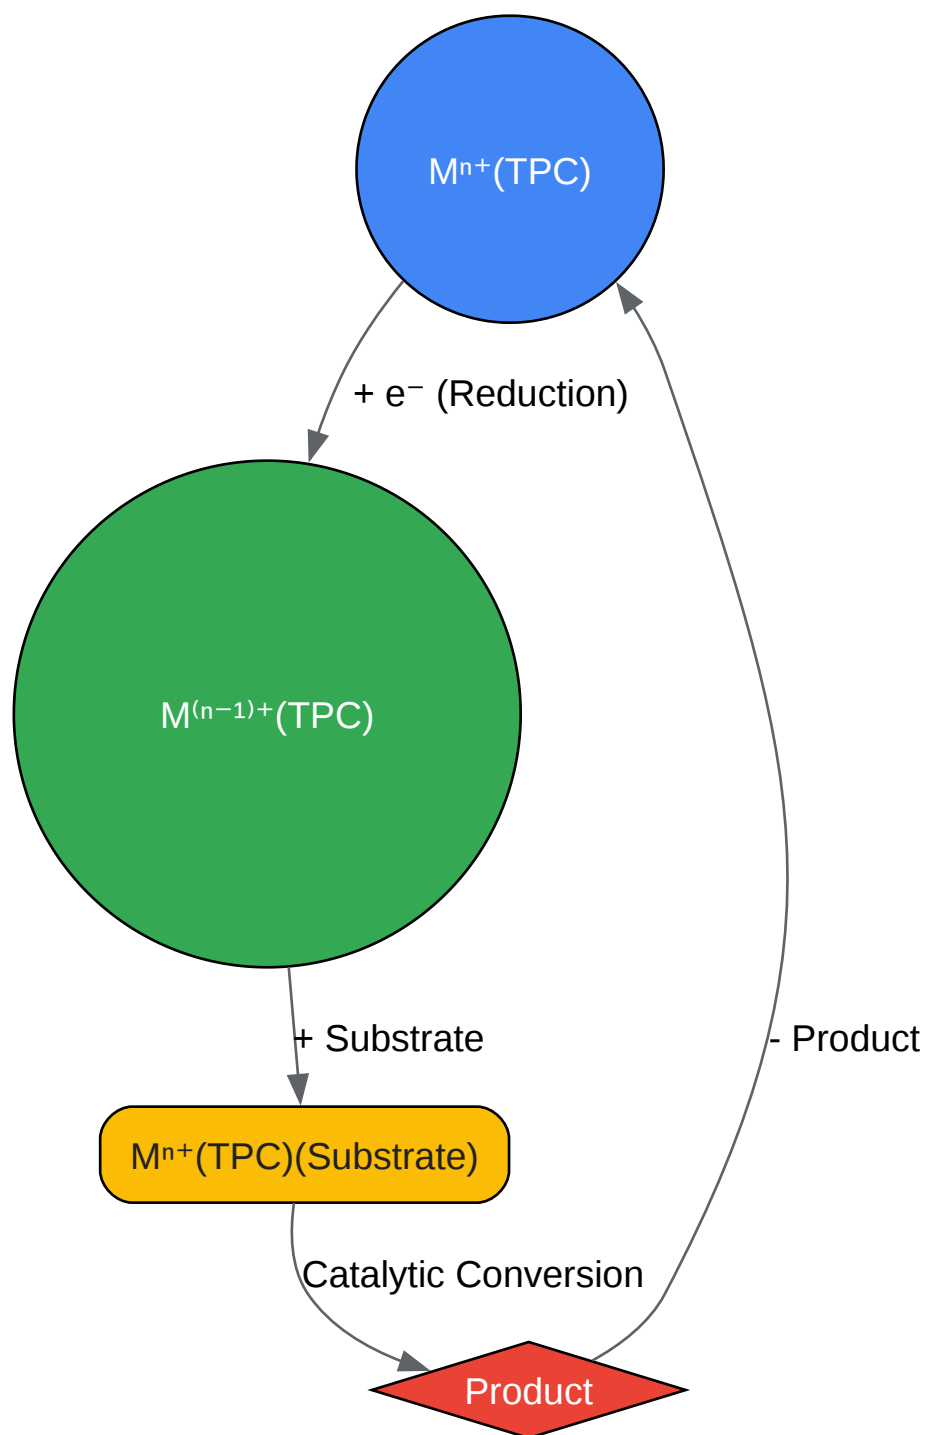 Mⁿ⁺(TPC)
+ e⁻ (Reduction)
M⁽ⁿ⁻¹⁾⁺(TPC)
+ Substrate
- Product
Mⁿ⁺(TPC)(Substrate)
Catalytic Conversion
Product